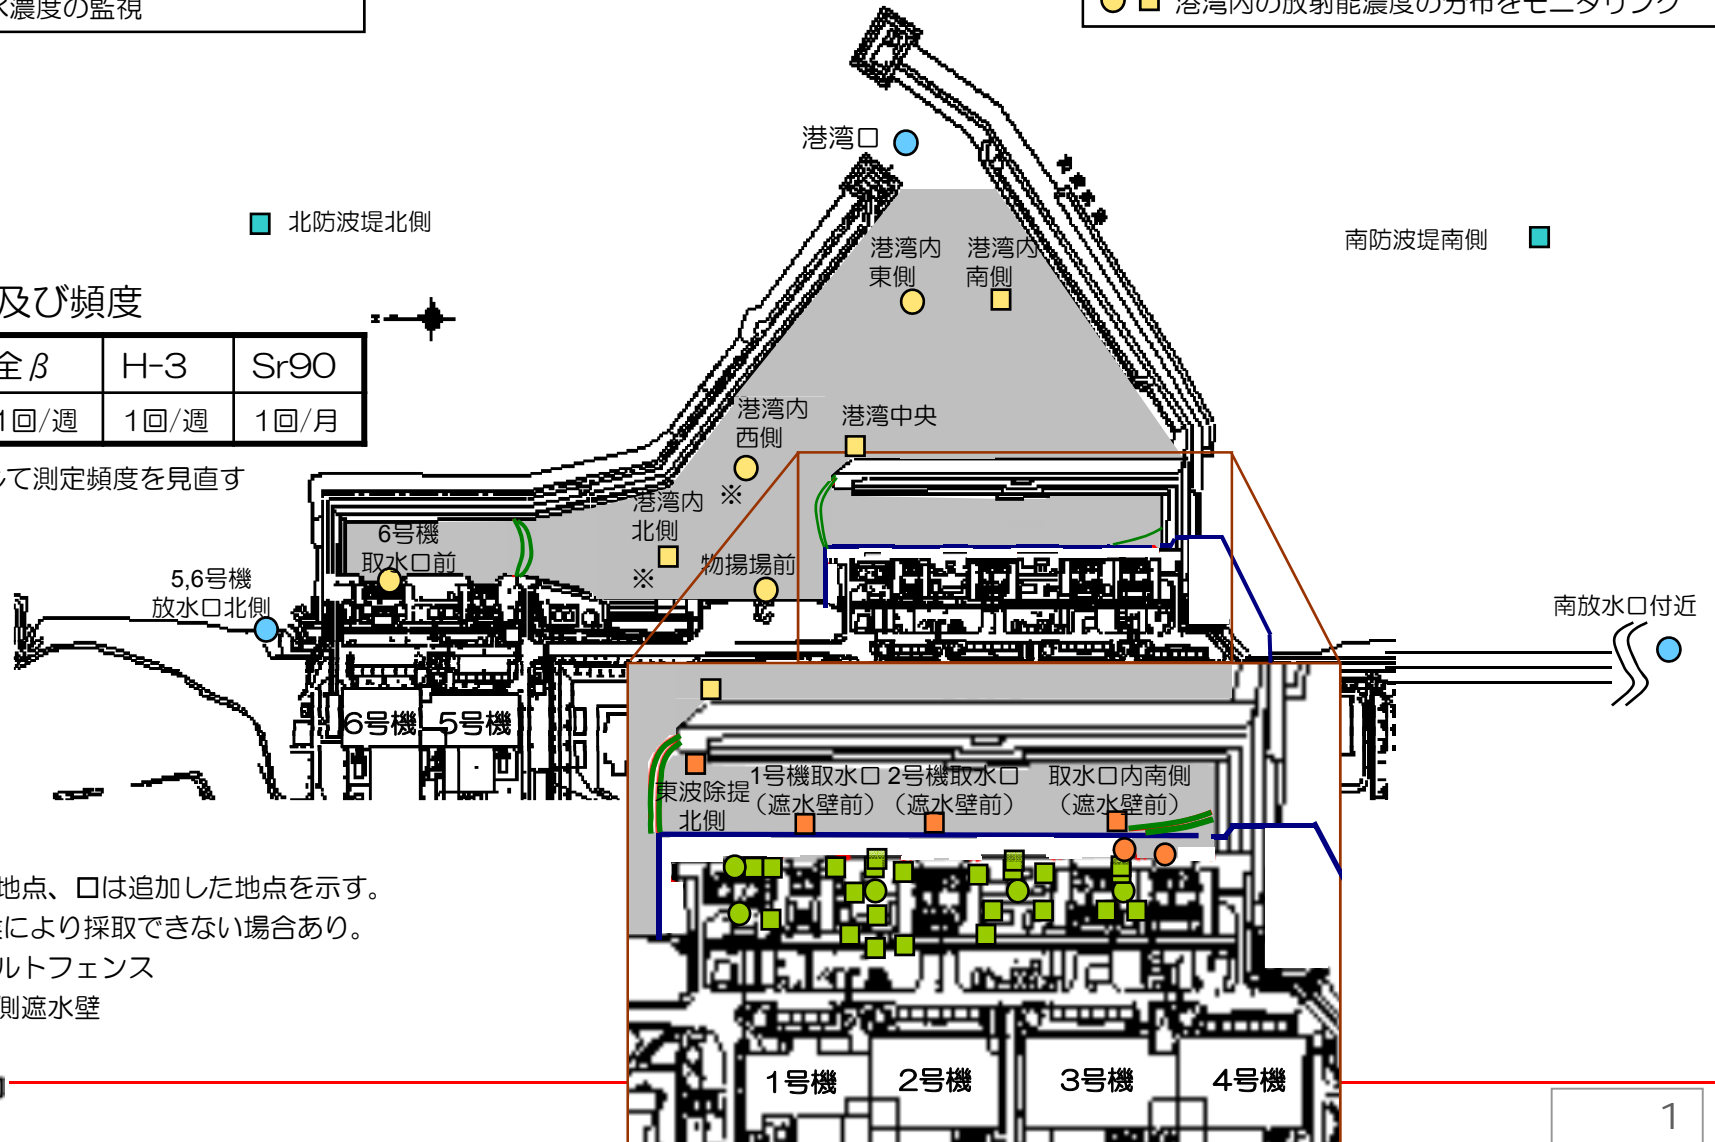 水濃度の監視
港湾内の放射能濃度の分布をモニタリング
港湾口
北防波堤北側
南防波堤南側
港湾内
東側
港湾内
南側
及び頻度
全β
H-3
Sr90
1回/週
1回/週
1回/月
して測定頻度を見直す
港湾内
西側
※
港湾中央
港湾内
北側
※
6号機
取水口前
物揚場前
5,6号機
放水口北側
南放水口付近
6号機
5号機
東波除提
北側
1号機取水口
（遮水壁前）
2号機取水口
（遮水壁前）
取水口内南側
（遮水壁前）
地点、口は追加した地点を示す。
により採取できない場合あり。
ルトフェンス
側遮水壁
1号機
2号機
3号機
4号機
1